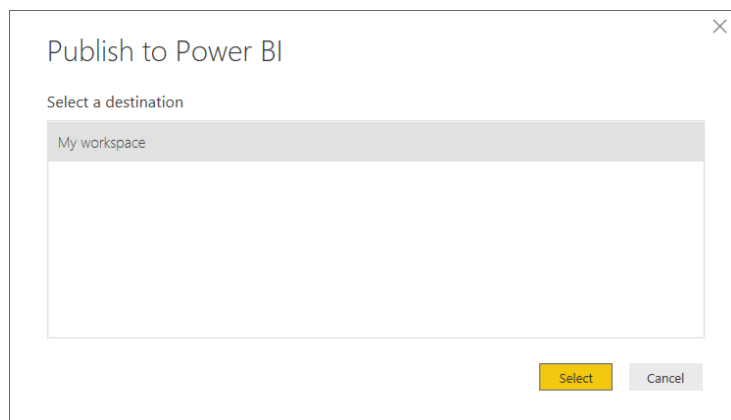 Publish to Power BI
Select a destination
My workspace
Select Cancel